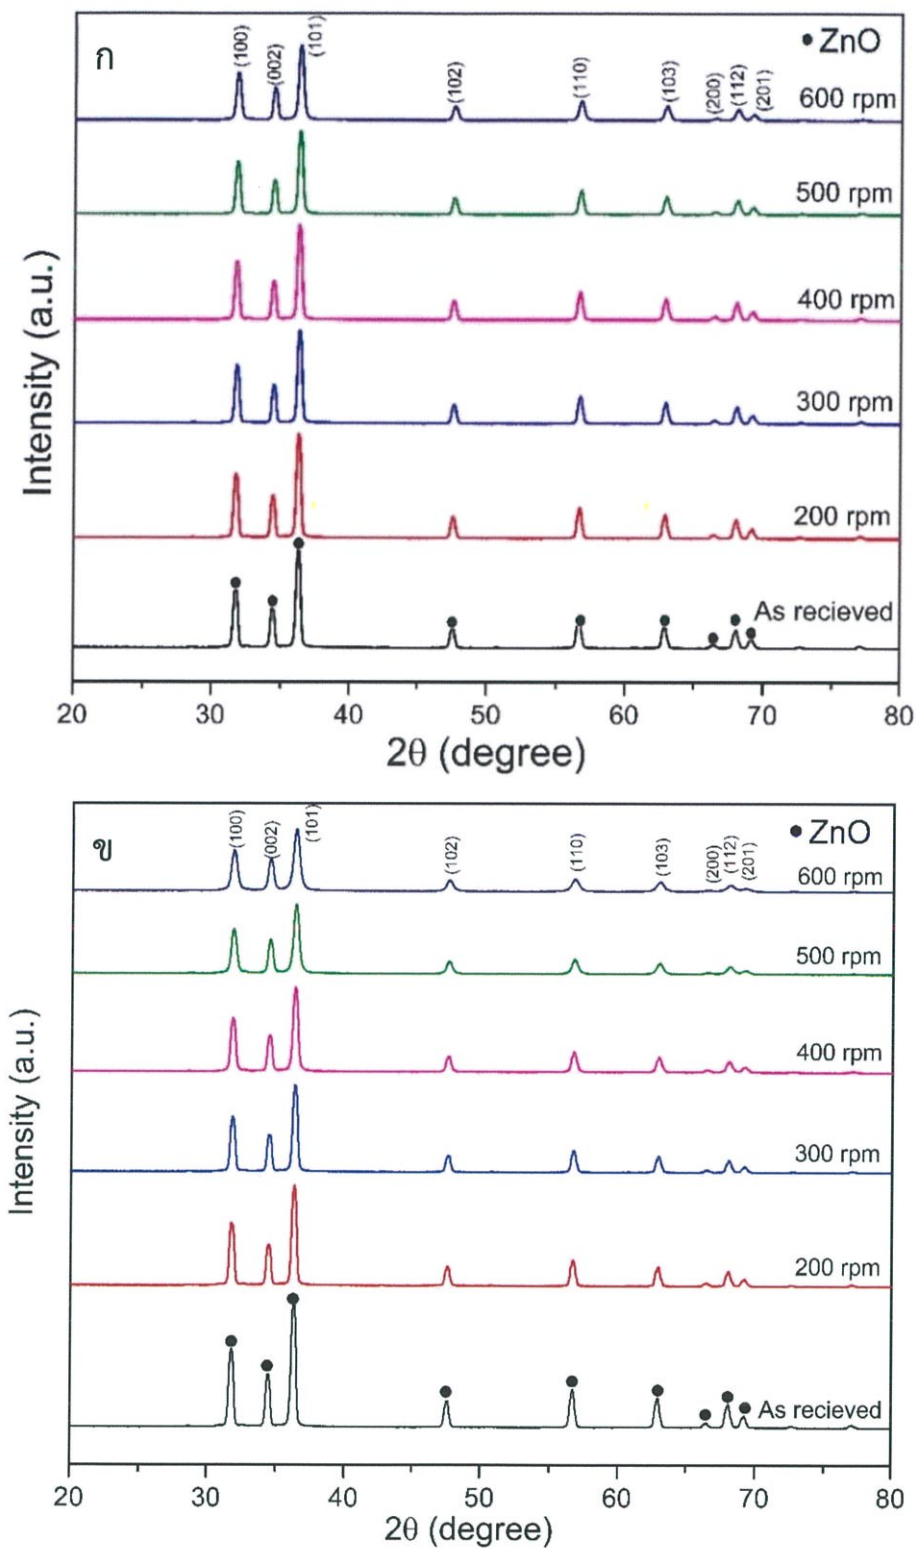 ก
(100)
(002)
(101)
(102)
(110)
(103)
(200)
(112)
(201)
• ZnO
600 rpm
500 rpm
400 rpm
300 rpm
200 rpm
As recieved
Intensity (a.u.)
20 30 40 50 60 70 80
2θ (degree)
ข
(100)
(002)
(101)
(102)
(110)
(103)
(200)
(112)
(201)
• ZnO
600 rpm
500 rpm
400 rpm
300 rpm
200 rpm
As recieved
Intensity (a.u.)
20 30 40 50 60 70 80
2θ (degree)